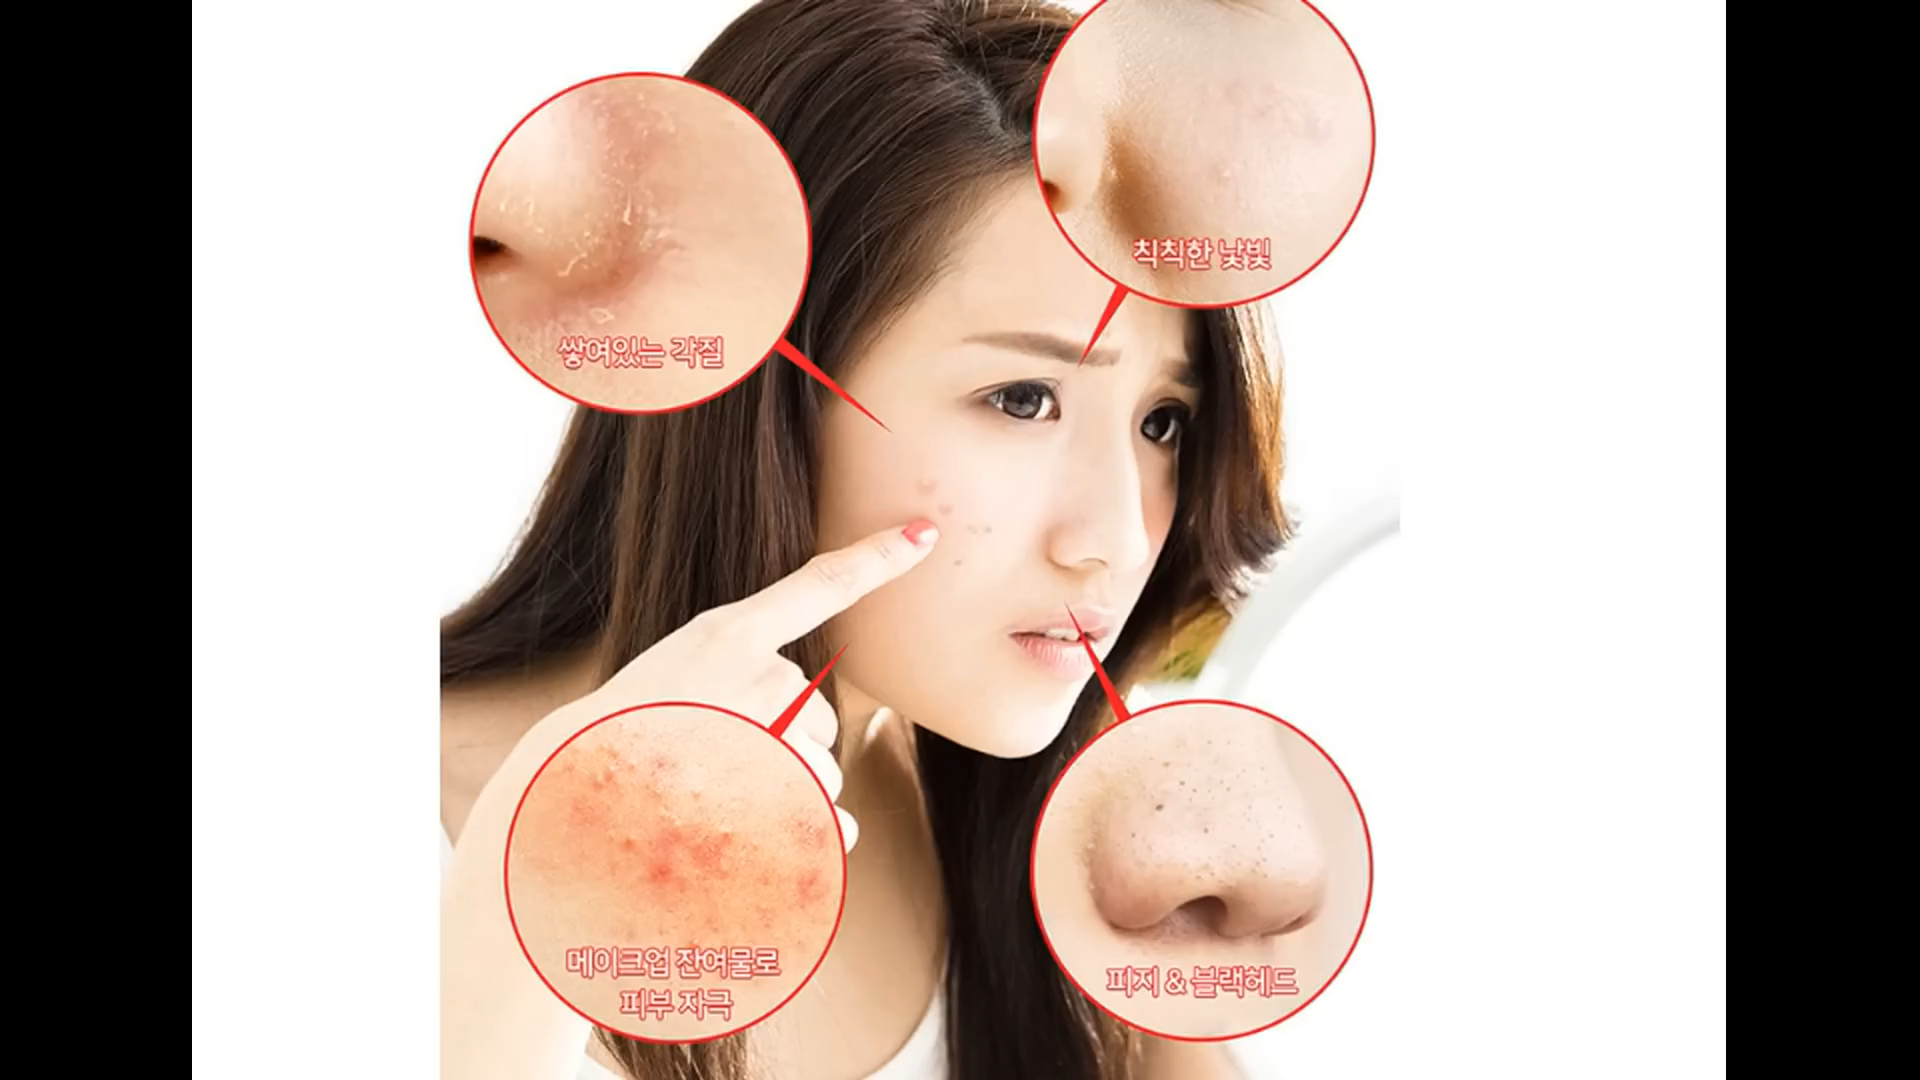 칙칙한 낯빛
쌓여있는 각질
메이크업 잔여물로
피부 자극
피지 & 블랙헤드